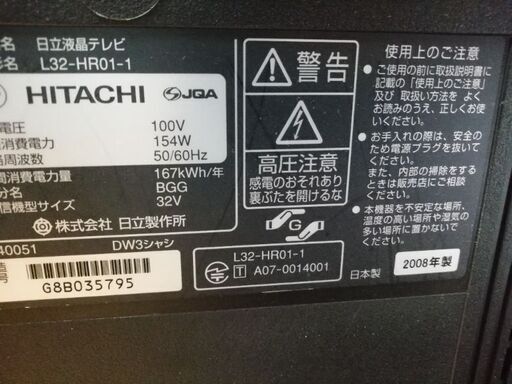 品名 日立液晶テレビ
形名 L32-HR01-1
HITACHI JQA
電圧 100V
消費電力 154W
周波数 50/60Hz
間消費電力量 167kWh/年
分名 BGG
信機型サイズ 32V
株式会社 日立製作所
40051 DW3シャシ
G8B035795
警告
高圧注意
感電のおそれあり
裏ぶたを開けるな
G
L32-HR01-1
T A07-0014001
使用上のご注意
● ご使用の前に取扱説明書に
記載の「使用上のご注意」
及び 取扱い方法を よく
お読みのうえ、正しくお使
いください。
● お手入れの際は、安全の
ため電源プラグを抜いて
ください。
また、内部の掃除をする
ときは販売店にご相談
ください。
● 本機器を不安定な場所、
温度の高い場所や湿気の
多い場所に置かないで
ください。
日本製 2008年製